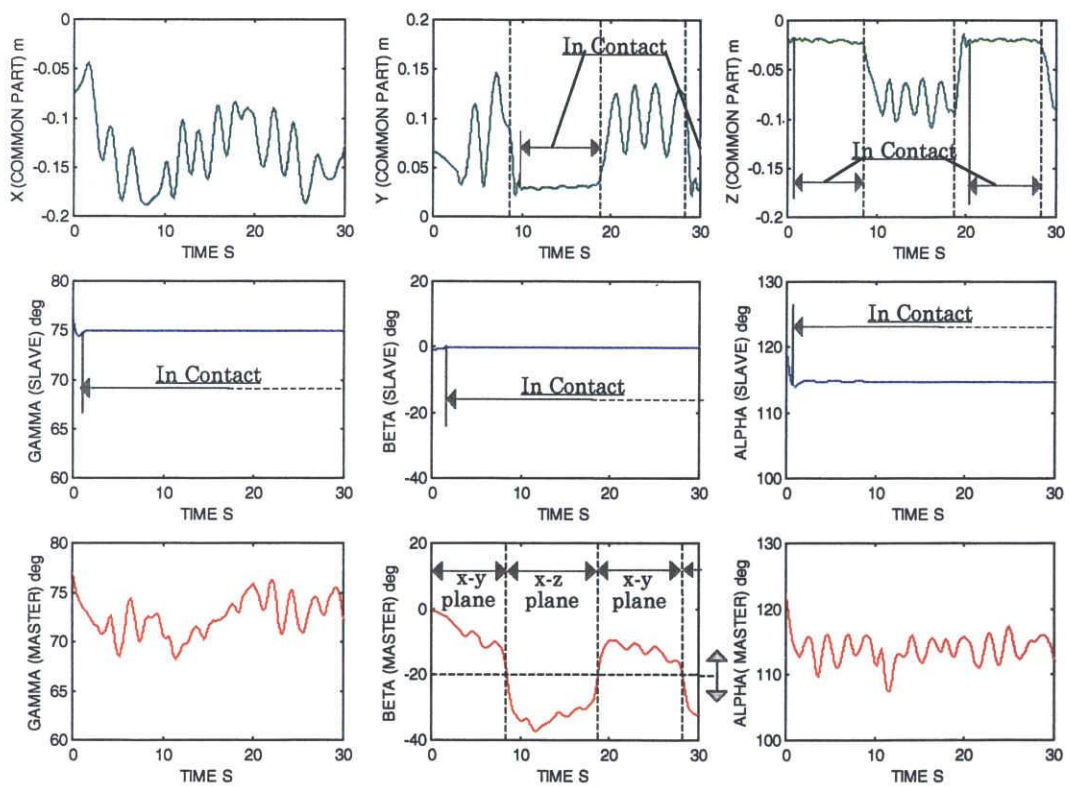 X (COMMON PART) m
0
-0.05
-0.1
-0.15
-0.2
0 10 20 30
TIME S
Y (COMMON PART) m
0.2
0.15
0.1
0.05
0
0 10 20 30
TIME S
In Contact
Z (COMMON PART) m
0
-0.05
-0.1
-0.15
-0.2
0 10 20 30
TIME S
In Contact
GAMMA (SLAVE) deg
80
75
70
65
60
0 10 20 30
TIME S
In Contact
BETA (SLAVE) deg
20
0
-20
-40
0 10 20 30
TIME S
In Contact
ALPHA (SLAVE) deg
130
120
110
100
0 10 20 30
TIME S
In Contact
GAMMA (MASTER) deg
80
75
70
65
60
0 10 20 30
TIME S
BETA (MASTER) deg
20
0
-20
-40
0 10 20 30
TIME S
x-y
plane
x-z
plane
x-y
plane
ALPHA( MASTER) deg
130
120
110
100
0 10 20 30
TIME S